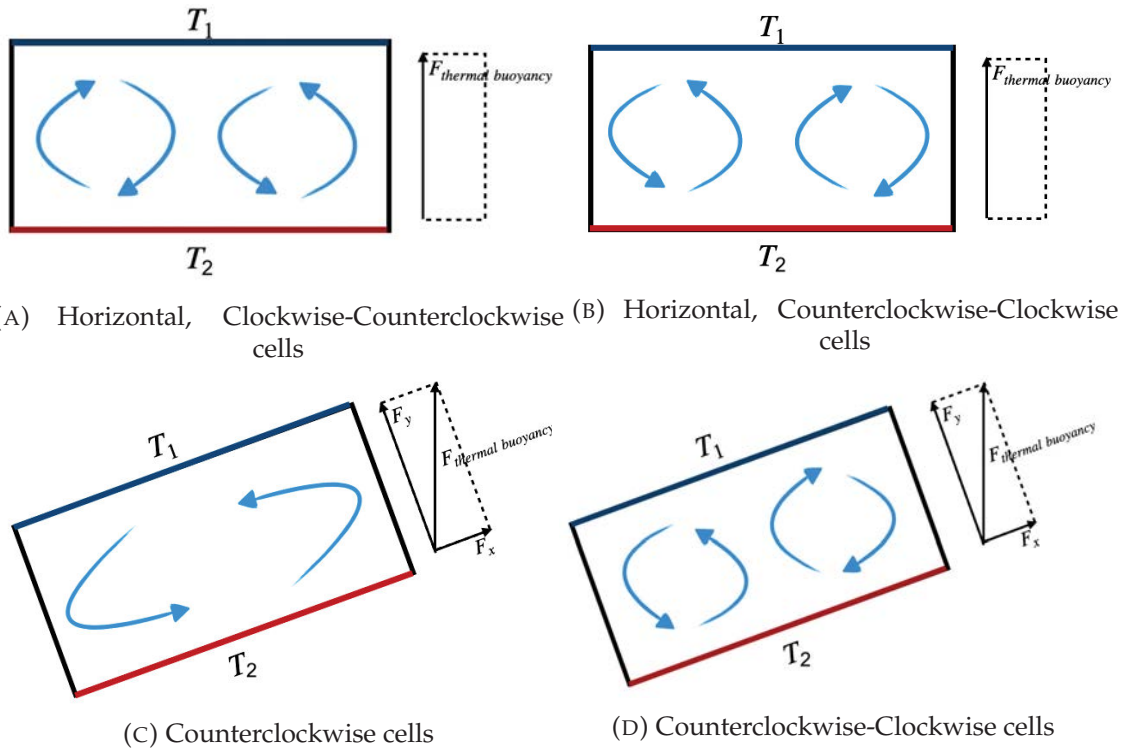 T1
F thermal buoyancy
T2
(A) Horizontal, Clockwise-Counterclockwise
cells
T1
F thermal buoyancy
T2
(B) Horizontal, Counterclockwise-Clockwise
cells
T1
Fy
F thermal buoyancy
Fx
T2
(C) Counterclockwise cells
T1
Fy
F thermal buoyancy
Fx
T2
(D) Counterclockwise-Clockwise cells